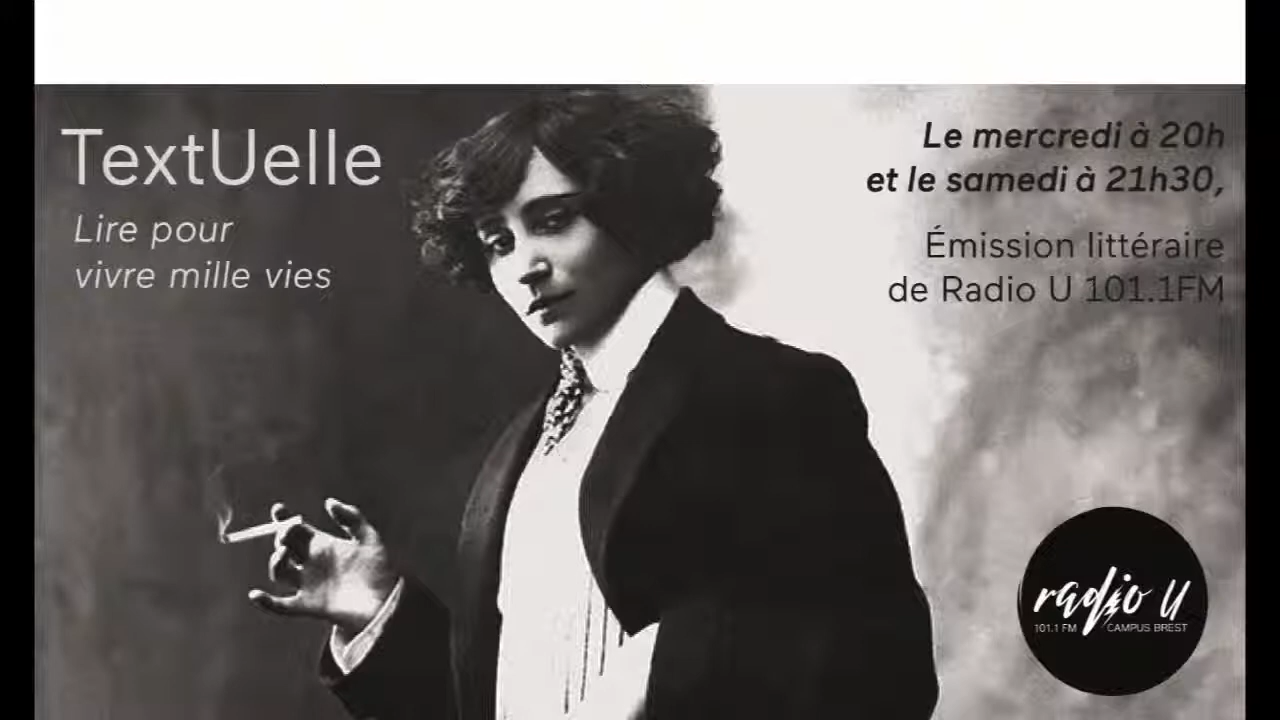 TextUelle
Lire pour
vivre mille vies
Le mercredi à 20h
et le samedi à 21h30,
Émission littéraire
de Radio U 101.1FM
radio U
101.1 FM CAMPUS BREST